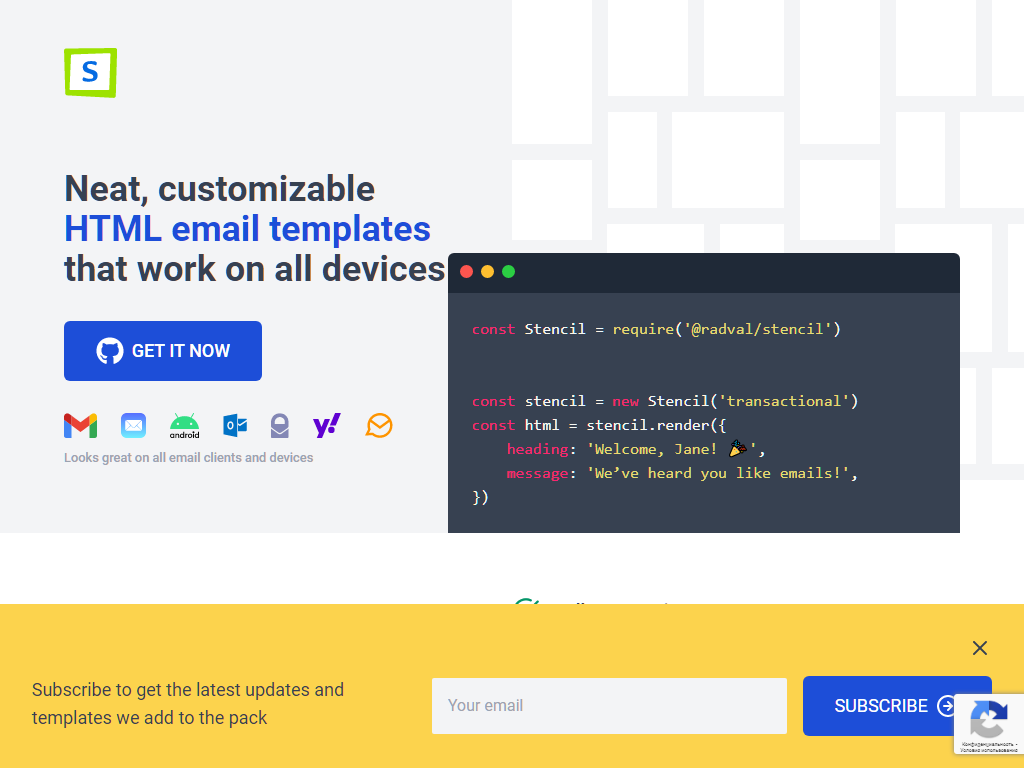 S
Neat, customizable
HTML email templates
that work on all devices
GET IT NOW
android
Looks great on all email clients and devices
const Stencil = require('@radval/stencil')
const stencil = new Stencil('transactional')
const html = stencil.render({
heading: 'Welcome, Jane! 🎉',
message: 'We’ve heard you like emails!',
})
Subscribe to get the latest updates and
templates we add to the pack
Your email
SUBSCRIBE
Конфиденциальность -
Условия использования